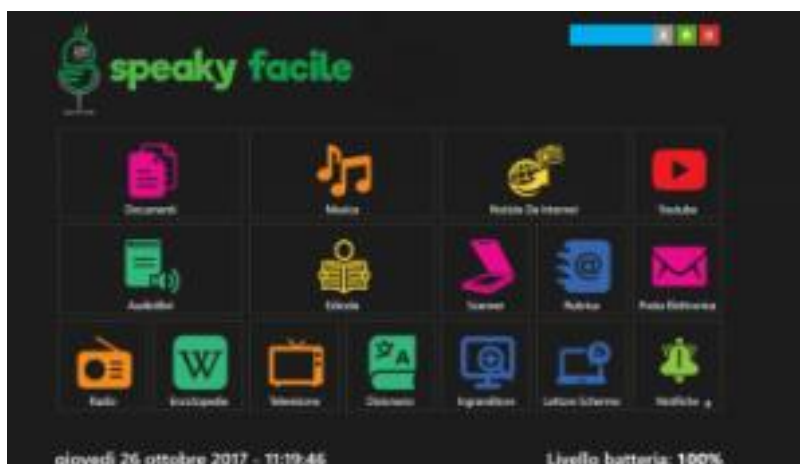 speaky facile
Documenti Musica Notizie Da Internet Youtube
Audiolibri Edicola Scanner Rubrica Posta Elettronica
Radio Enciclopedia Televisione Dizionario Ingranditore Lettore Schermo Notifiche
giovedì 26 ottobre 2017 - 11:19:46 Livello batteria: 100%